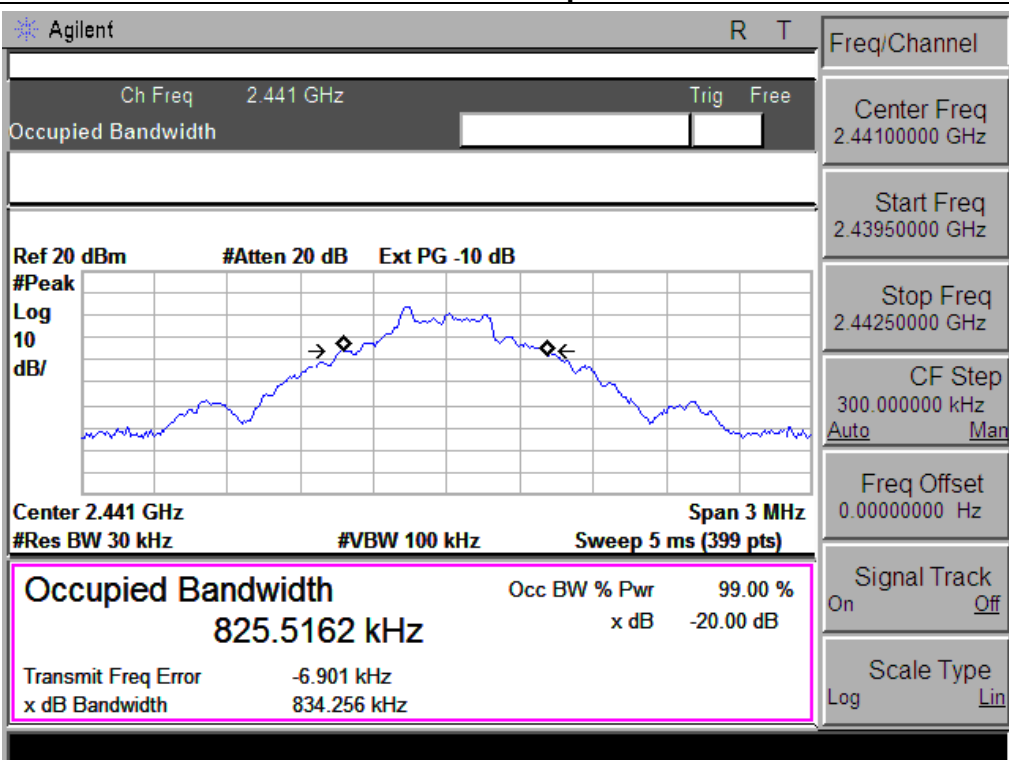 Agilent R T
Ch Freq 2.441 GHz Trig Free
Occupied Bandwidth
Ref 20 dBm #Atten 20 dB Ext PG -10 dB
#Peak
Log
10
dB/
Center 2.441 GHz Span 3 MHz
#Res BW 30 kHz #VBW 100 kHz Sweep 5 ms (399 pts)
Occupied Bandwidth Occ BW % Pwr 99.00 %
825.5162 kHz x dB -20.00 dB
Transmit Freq Error -6.901 kHz
x dB Bandwidth 834.256 kHz
Freq/Channel
Center Freq
2.44100000 GHz
Start Freq
2.43950000 GHz
Stop Freq
2.44250000 GHz
CF Step
300.000000 kHz
Auto Man
Freq Offset
0.00000000 Hz
Signal Track
On Off
Scale Type
Log Lin